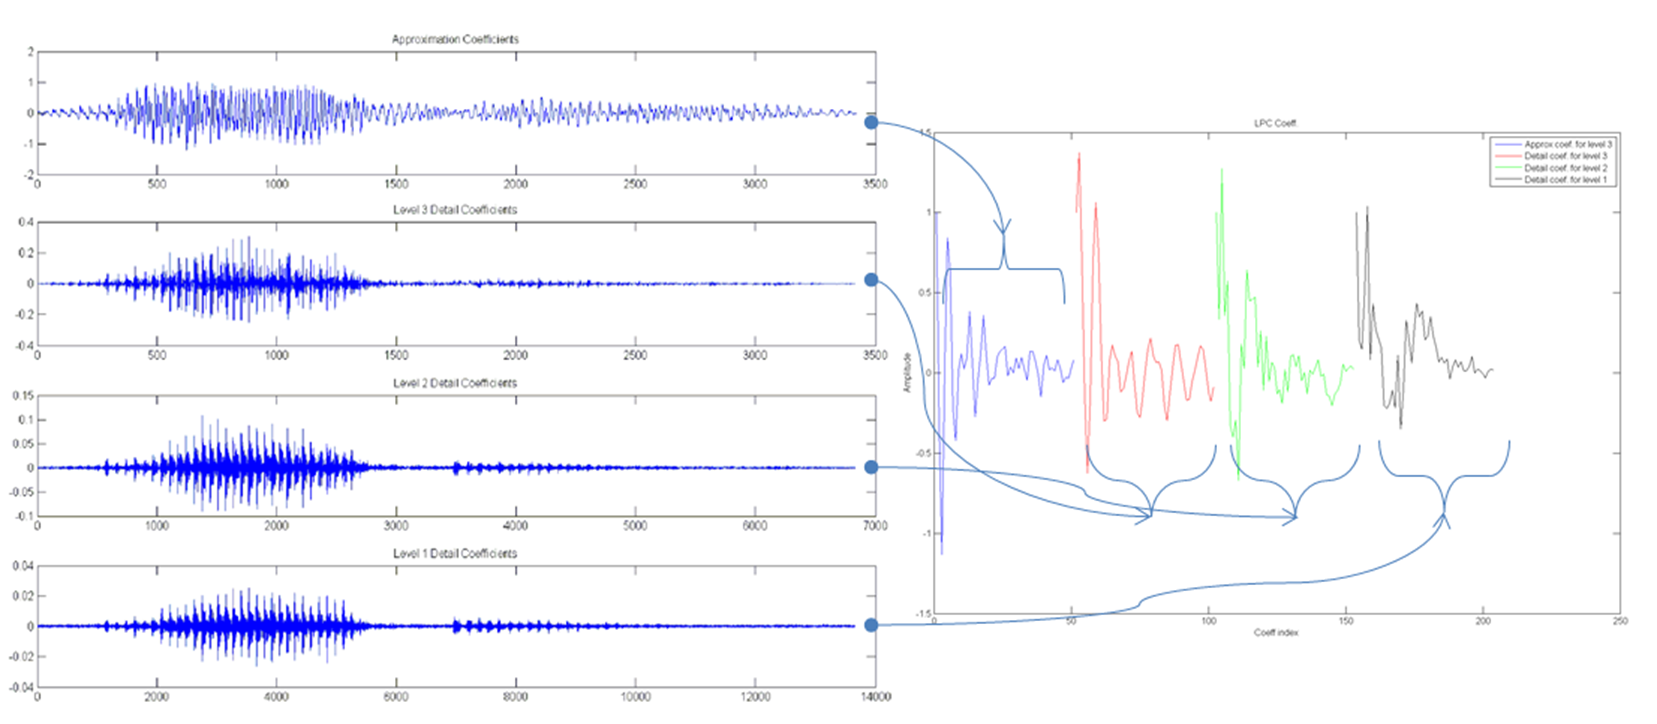 Approximation Coefficients
2
1
0
-1
-2
0 500 1000 1500 2000 2500 3000 3500
Level 3 Detail Coefficients
0.4
0.2
0
-0.2
-0.4
0 500 1000 1500 2000 2500 3000 3500
Level 2 Detail Coefficients
0.15
0.1
0.05
0
-0.05
-0.1
0 1000 2000 3000 4000 5000 6000 7000
Level 1 Detail Coefficients
0.04
0.02
0
-0.02
-0.04
0 2000 4000 6000 8000 10000 12000 14000
LPC Coeff.
1.5
1
0.5
0
-0.5
-1
-1.5
Amplitude
Approx coef. for level 3
Detail coef. for level 3
Detail coef. for level 2
Detail coef. for level 1
0 50 100 150 200 250
Coeff index